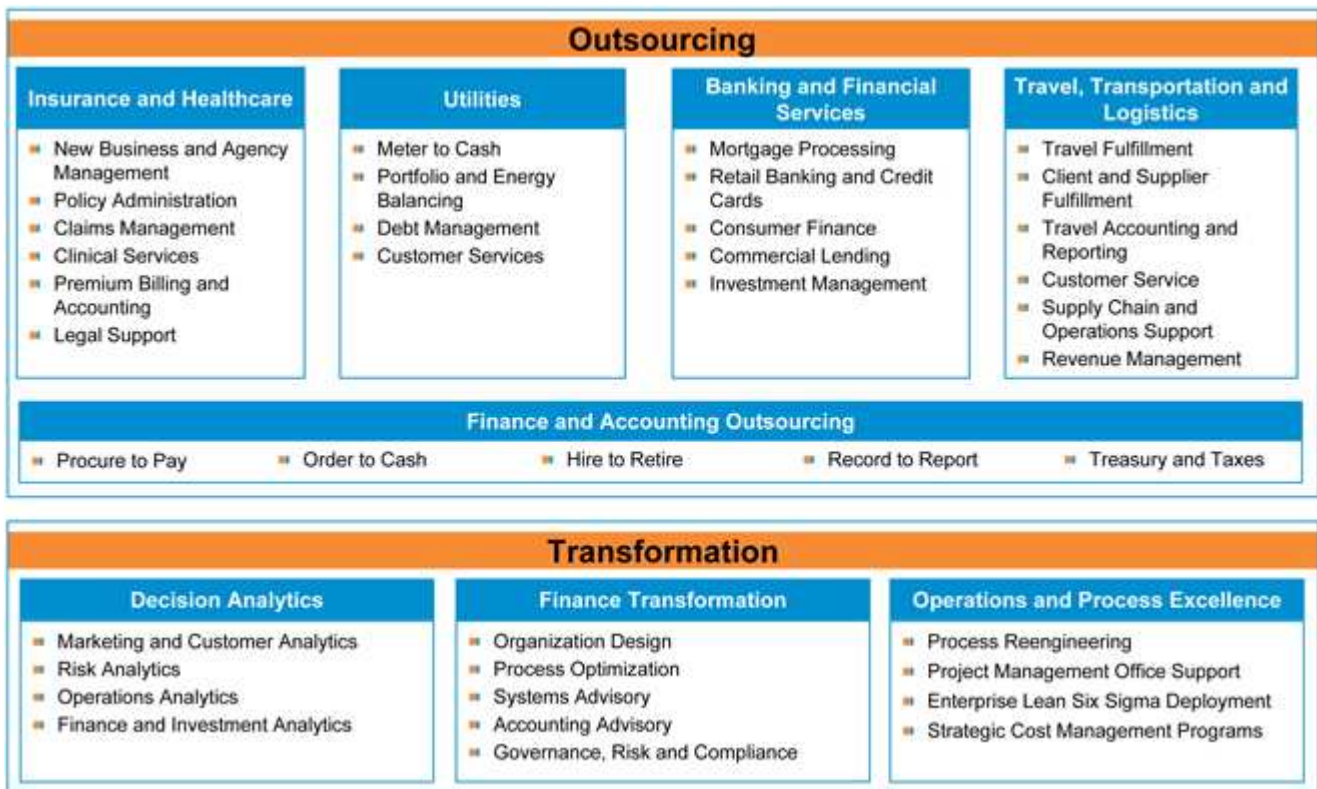 Outsourcing
Insurance and Healthcare
New Business and Agency
Management
Policy Administration
Claims Management
Clinical Services
Premium Billing and
Accounting
Legal Support
Utilities
Meter to Cash
Portfolio and Energy
Balancing
Debt Management
Customer Services
Banking and Financial
Services
Mortgage Processing
Retail Banking and Credit
Cards
Consumer Finance
Commercial Lending
Investment Management
Travel, Transportation and
Logistics
Travel Fulfillment
Client and Supplier
Fulfillment
Travel Accounting and
Reporting
Customer Service
Supply Chain and
Operations Support
Revenue Management
Finance and Accounting Outsourcing
Procure to Pay
Order to Cash
Hire to Retire
Record to Report
Treasury and Taxes
Transformation
Decision Analytics
Marketing and Customer Analytics
Risk Analytics
Operations Analytics
Finance and Investment Analytics
Finance Transformation
Organization Design
Process Optimization
Systems Advisory
Accounting Advisory
Governance, Risk and Compliance
Operations and Process Excellence
Process Reengineering
Project Management Office Support
Enterprise Lean Six Sigma Deployment
Strategic Cost Management Programs